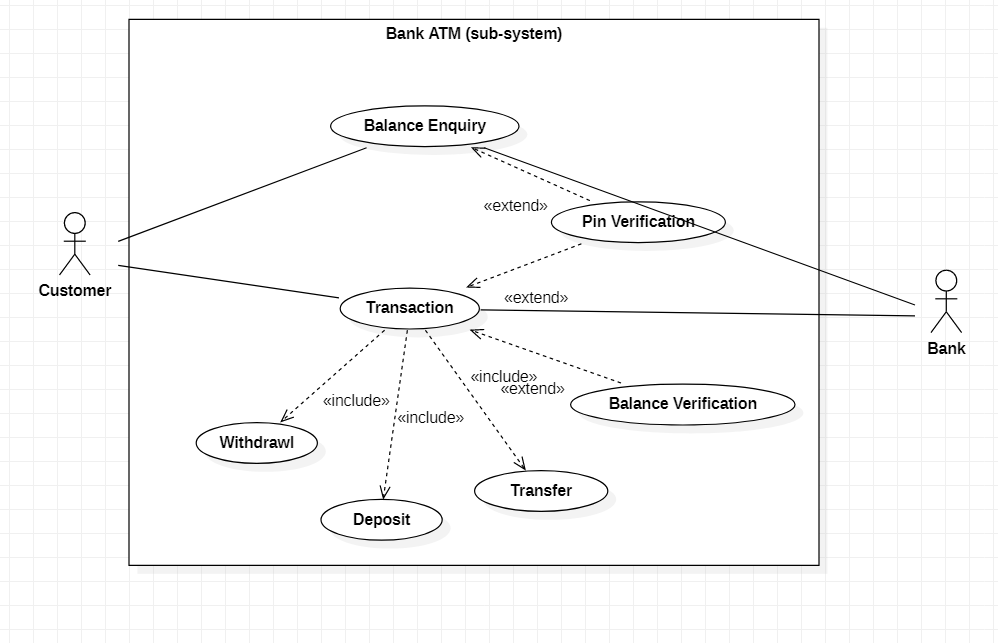 Bank ATM (sub-system)
Balance Enquiry
«extend»
Pin Verification
Customer
«extend»
Transaction
Bank
«include»
«extend»
Balance Verification
«include»
«include»
Withdrawl
Transfer
Deposit